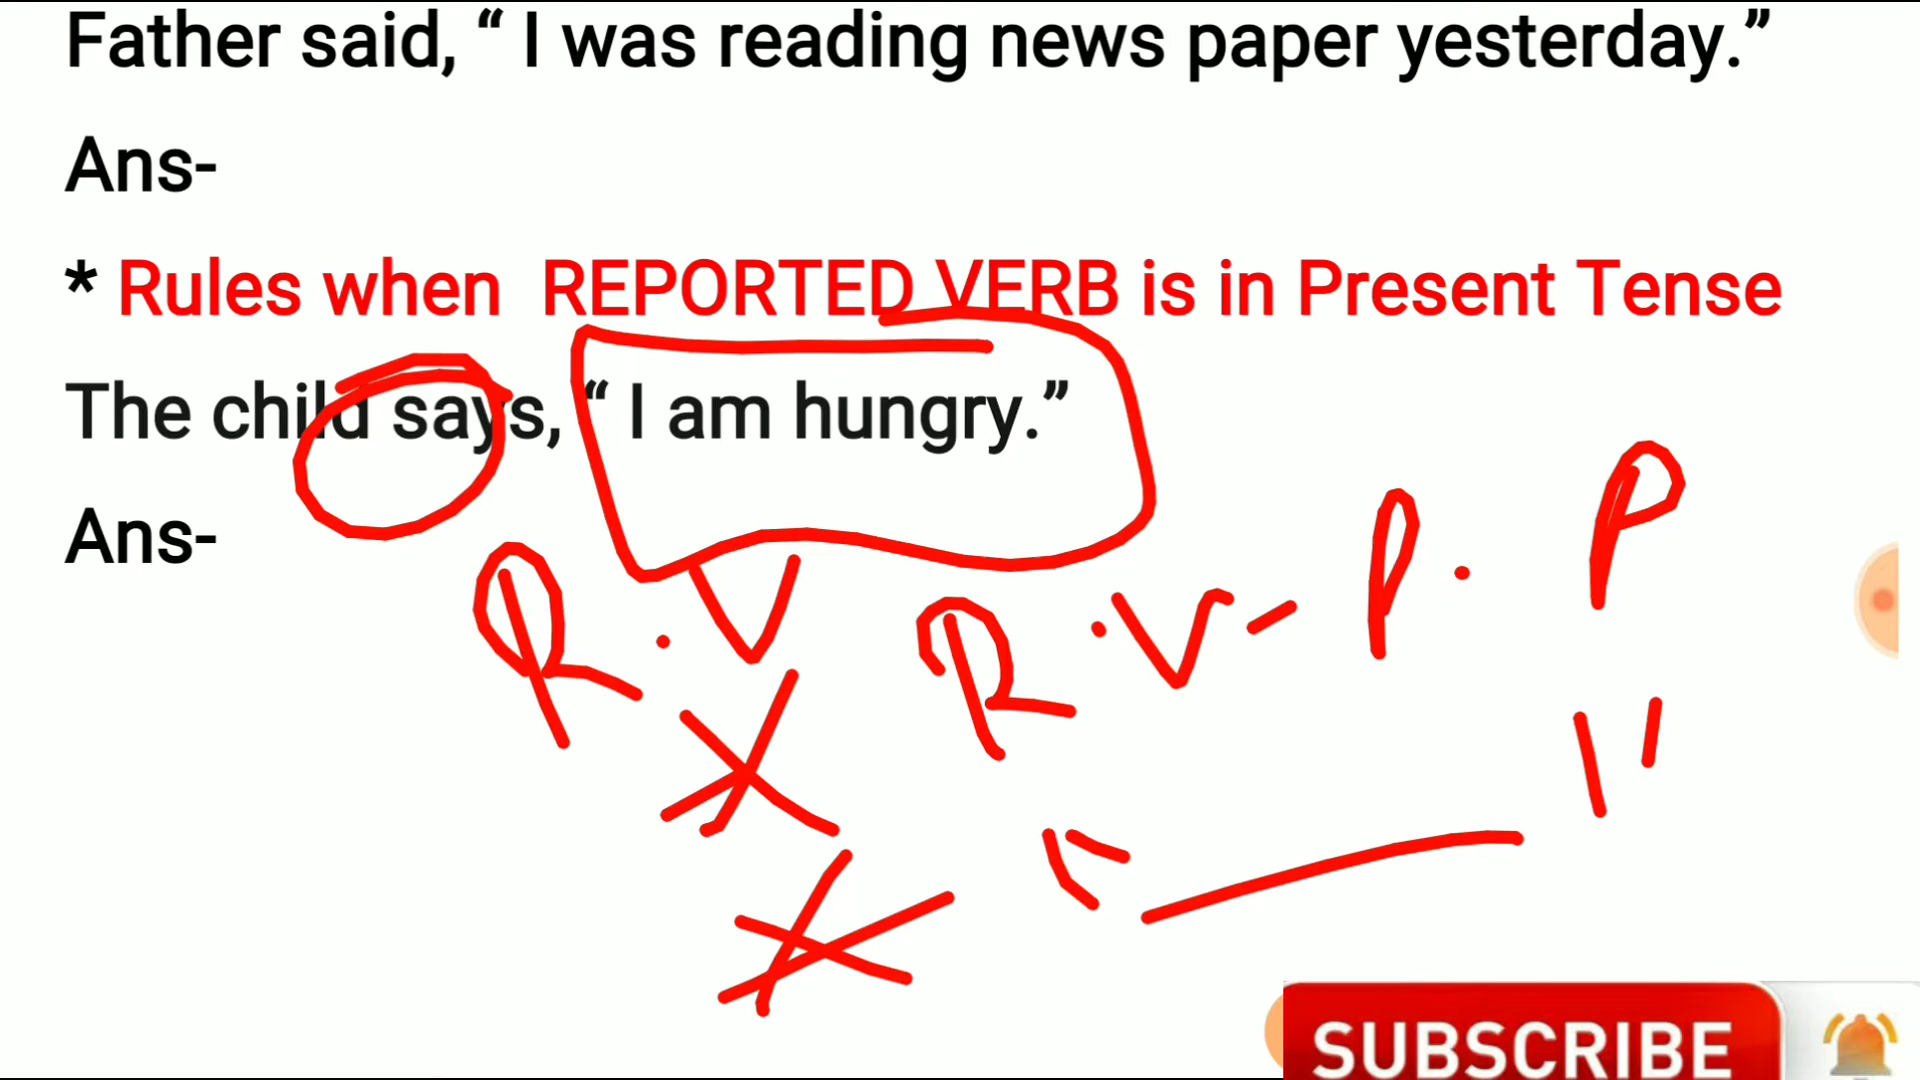 Father said, “ I was reading news paper yesterday.”
Ans-
* Rules when REPORTED VERB is in Present Tense
The child says, “ I am hungry.”
Ans-
R.V R.V- P. P
“ ”
SUBSCRIBE